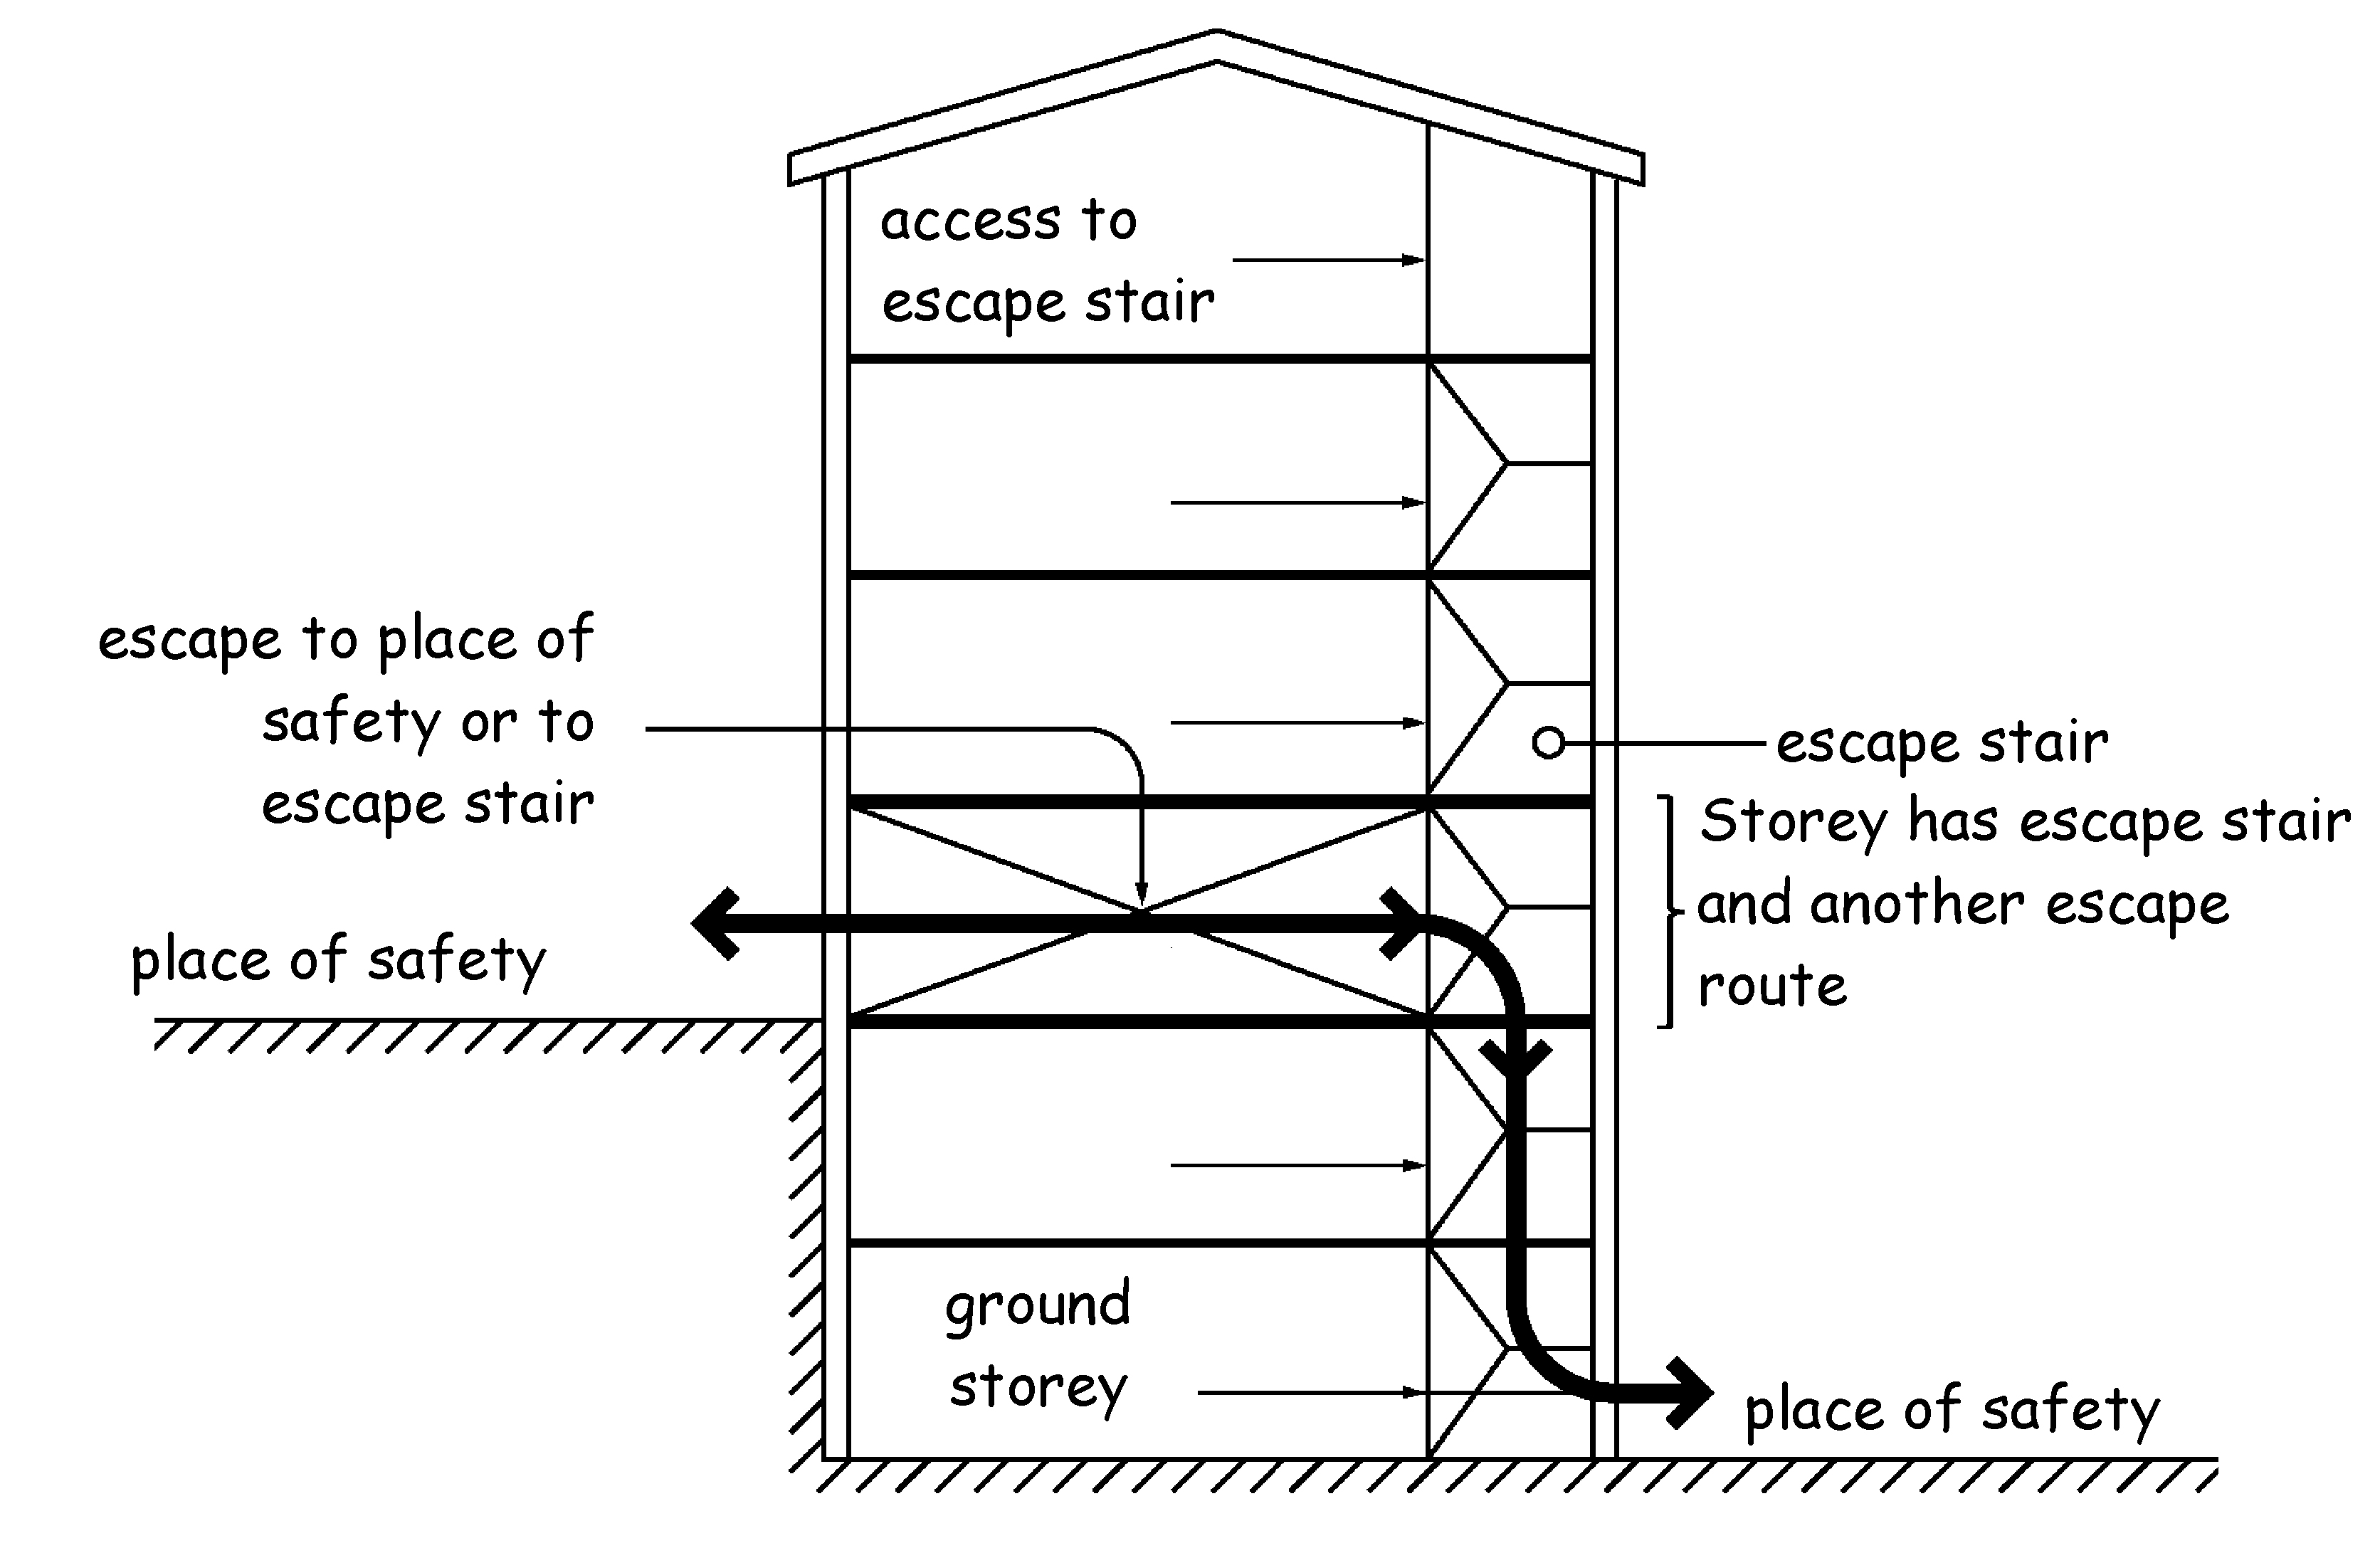 access to
escape stair
escape to place of
safety or to
escape stair
escape stair
Storey has escape stair
and another escape
route
place of safety
ground
storey
place of safety